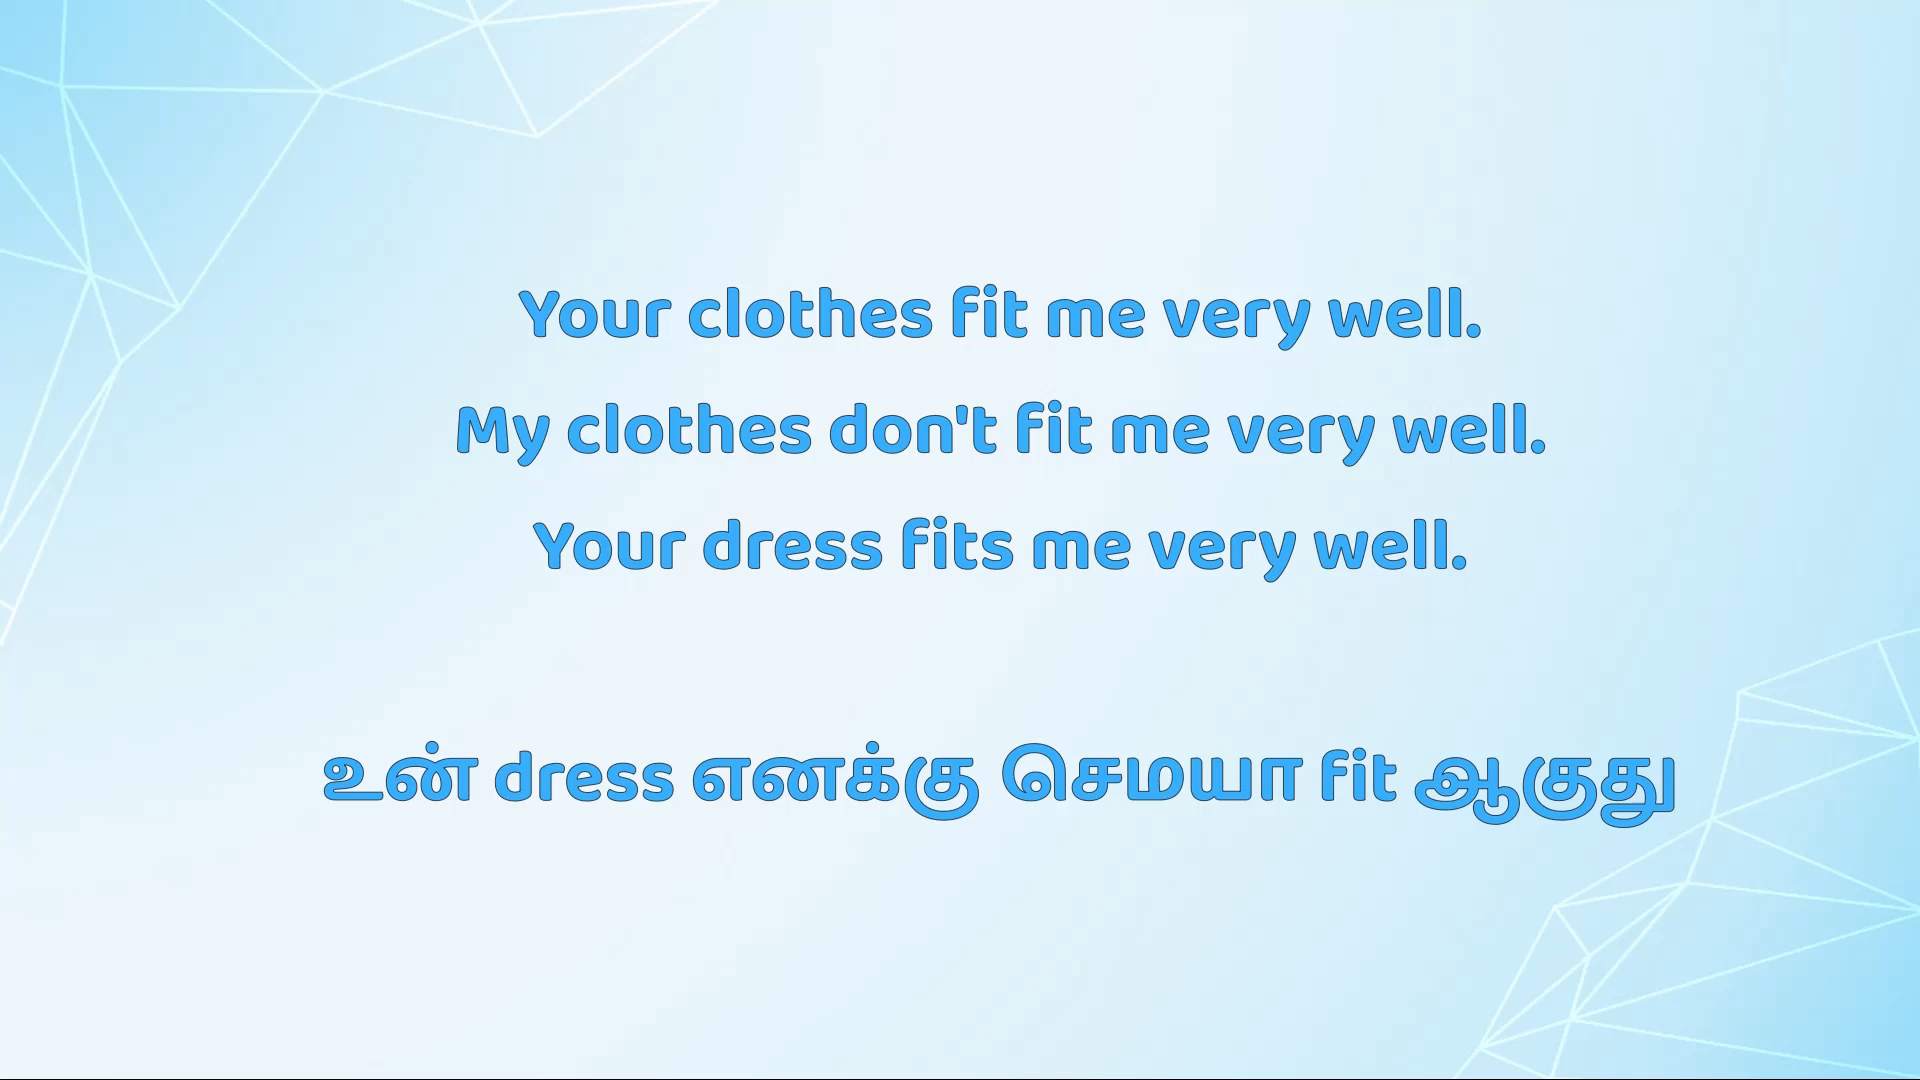 Your clothes fit me very well.
My clothes don't fit me very well.
Your dress fits me very well.
உன் dress எனக்கு செமயா fit ஆகுது